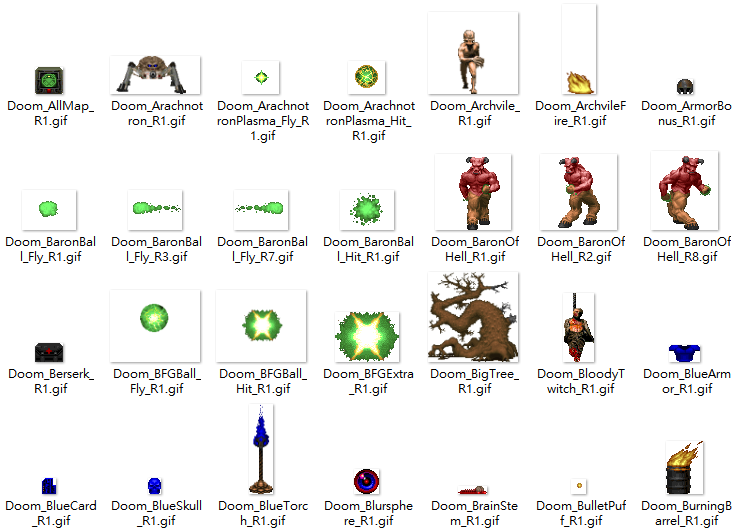 Doom_AllMap_
R1.gif
Doom_Arachnot
ron_R1.gif
Doom_Arachnot
ronPlasma_Fly_R
1.gif
Doom_Arachnot
ronPlasma_Hit_
R1.gif
Doom_Archvile_
R1.gif
Doom_ArchvileF
ire_R1.gif
Doom_ArmorBo
nus_R1.gif
Doom_BaronBal
l_Fly_R1.gif
Doom_BaronBal
l_Fly_R3.gif
Doom_BaronBal
l_Fly_R7.gif
Doom_BaronBal
l_Hit_R1.gif
Doom_BaronOf
Hell_R1.gif
Doom_BaronOf
Hell_R2.gif
Doom_BaronOf
Hell_R8.gif
Doom_Berserk_
R1.gif
Doom_BFGBall_
Fly_R1.gif
Doom_BFGBall_
Hit_R1.gif
Doom_BFGExtra_
R1.gif
Doom_BigTree_
R1.gif
Doom_BloodyT
witch_R1.gif
Doom_BlueArm
or_R1.gif
Doom_BlueCard
_R1.gif
Doom_BlueSkull
_R1.gif
Doom_BlueTorc
h_R1.gif
Doom_Blursphe
re_R1.gif
Doom_BrainSte
m_R1.gif
Doom_BulletPuf
f_R1.gif
Doom_BurningB
arrel_R1.gif